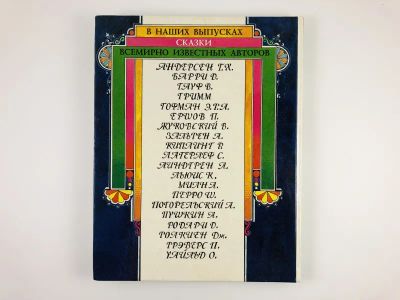 В НАШИХ ВЫПУСКАХ
СКАЗКИ
ВСЕМИРНО ИЗВЕСТНЫХ АВТОРОВ
АНДЕРСЕН Г.Х.
БАРРИ Д.
ГАУФ В.
ГРИММ
ГОФМАН Э.Т.А.
ЕРШОВ П.
ЖУКОВСКИЙ В.
ЗАЛЬТЕН А.
КИПЛИНГ Р.
ЛАГЕРЛЕФ С.
ЛИНДГРЕН А.
ЛЬЮИС К.
МИЛН А.
ПЕРРО Ш.
ПОГОРЕЛЬСКИЙ А.
ПУШКИН А.
РОДАРИ Д.
ТОЛКИЕН Дж.
ТРЭВЕРС П.
УАЙЛЬД О.